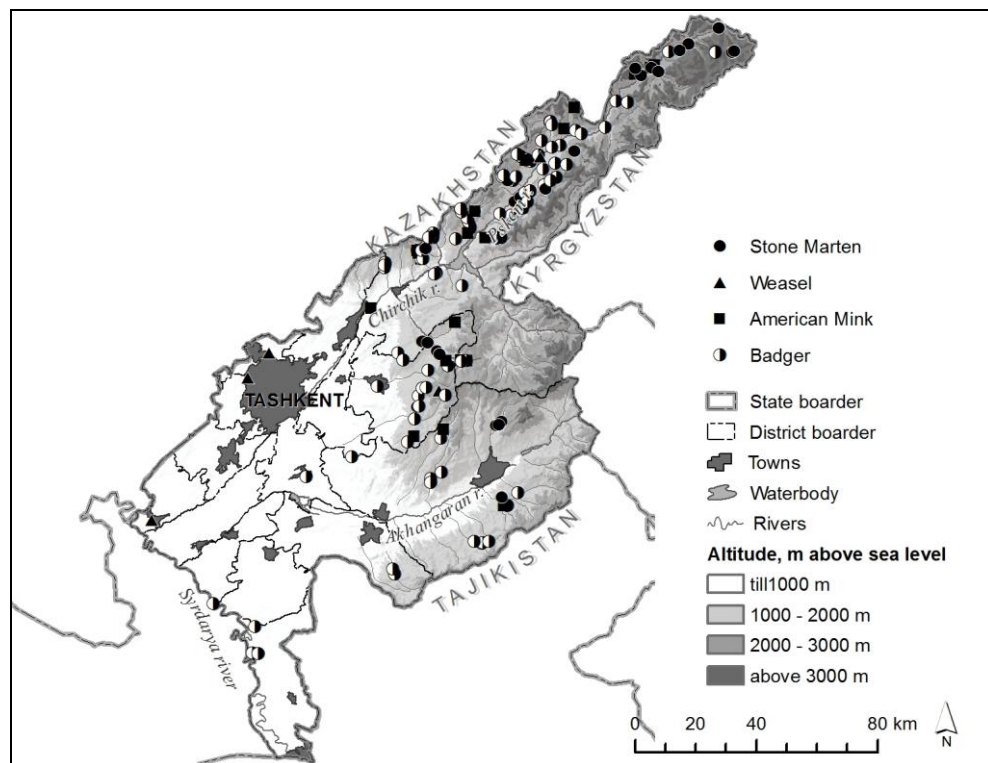 KAZAKHSTAN
KYRGYZSTAN
Pskem r.
Chirchik r.
TASHKENT
Akhangaran r.
TAJIKISTAN
Syrdarya river
Stone Marten
Weasel
American Mink
Badger
State boarder
District boarder
Towns
Waterbody
Rivers
Altitude, m above sea level
till1000 m
1000 - 2000 m
2000 - 3000 m
above 3000 m
0 20 40 80 km
N